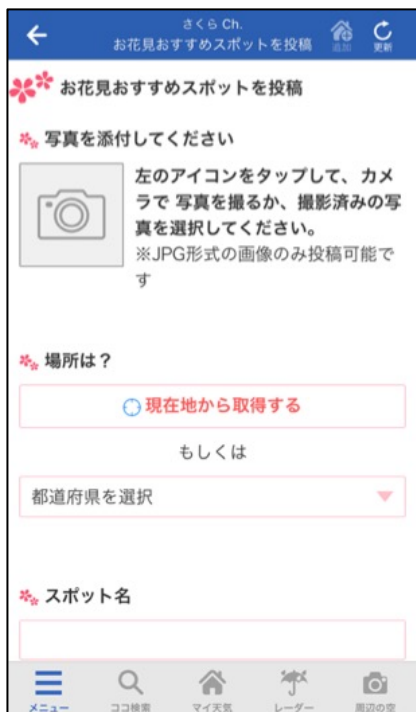 さくら Ch.
お花見おすすめスポットを投稿
追加
更新
お花見おすすめスポットを投稿
写真を添付してください
左のアイコンをタップして、カメ
ラで 写真を撮るか、撮影済みの写
真を選択してください。
※JPG形式の画像のみ投稿可能で
す
場所は？
現在地から取得する
もしくは
都道府県を選択
スポット名
メニュー
ココ検索
マイ天気
レーダー
周辺の空